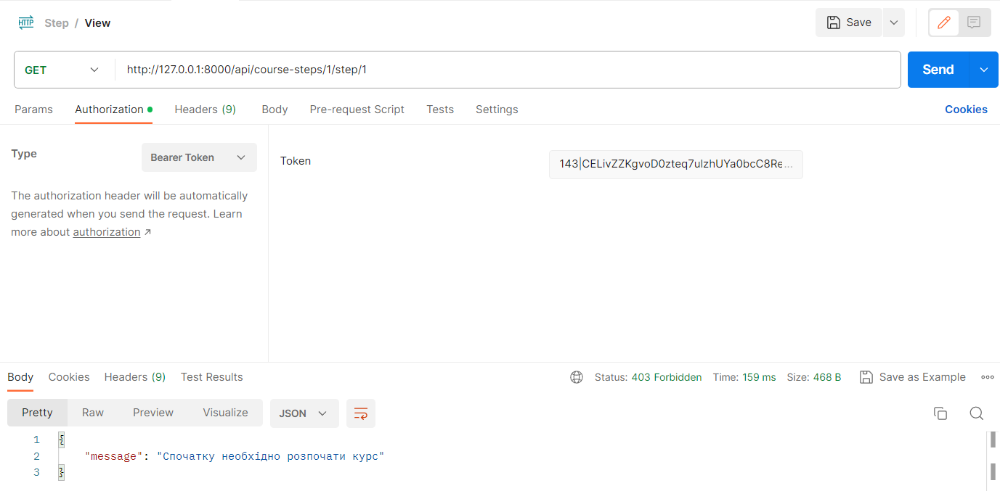 HTTP Step / View Save
GET http://127.0.0.1:8000/api/course-steps/1/step/1 Send
Params Authorization Headers (9) Body Pre-request Script Tests Settings Cookies
Type Bearer Token
Token 143|CELivZZKgvoD0zteq7ulzhUYa0bcC8Re...
The authorization header will be automatically
generated when you send the request. Learn
more about authorization ↗
Body Cookies Headers (9) Test Results Status: 403 Forbidden Time: 159 ms Size: 468 B Save as Example
Pretty Raw Preview Visualize JSON
1 {
2 "message": "Спочатку необхідно розпочати курс"
3 }